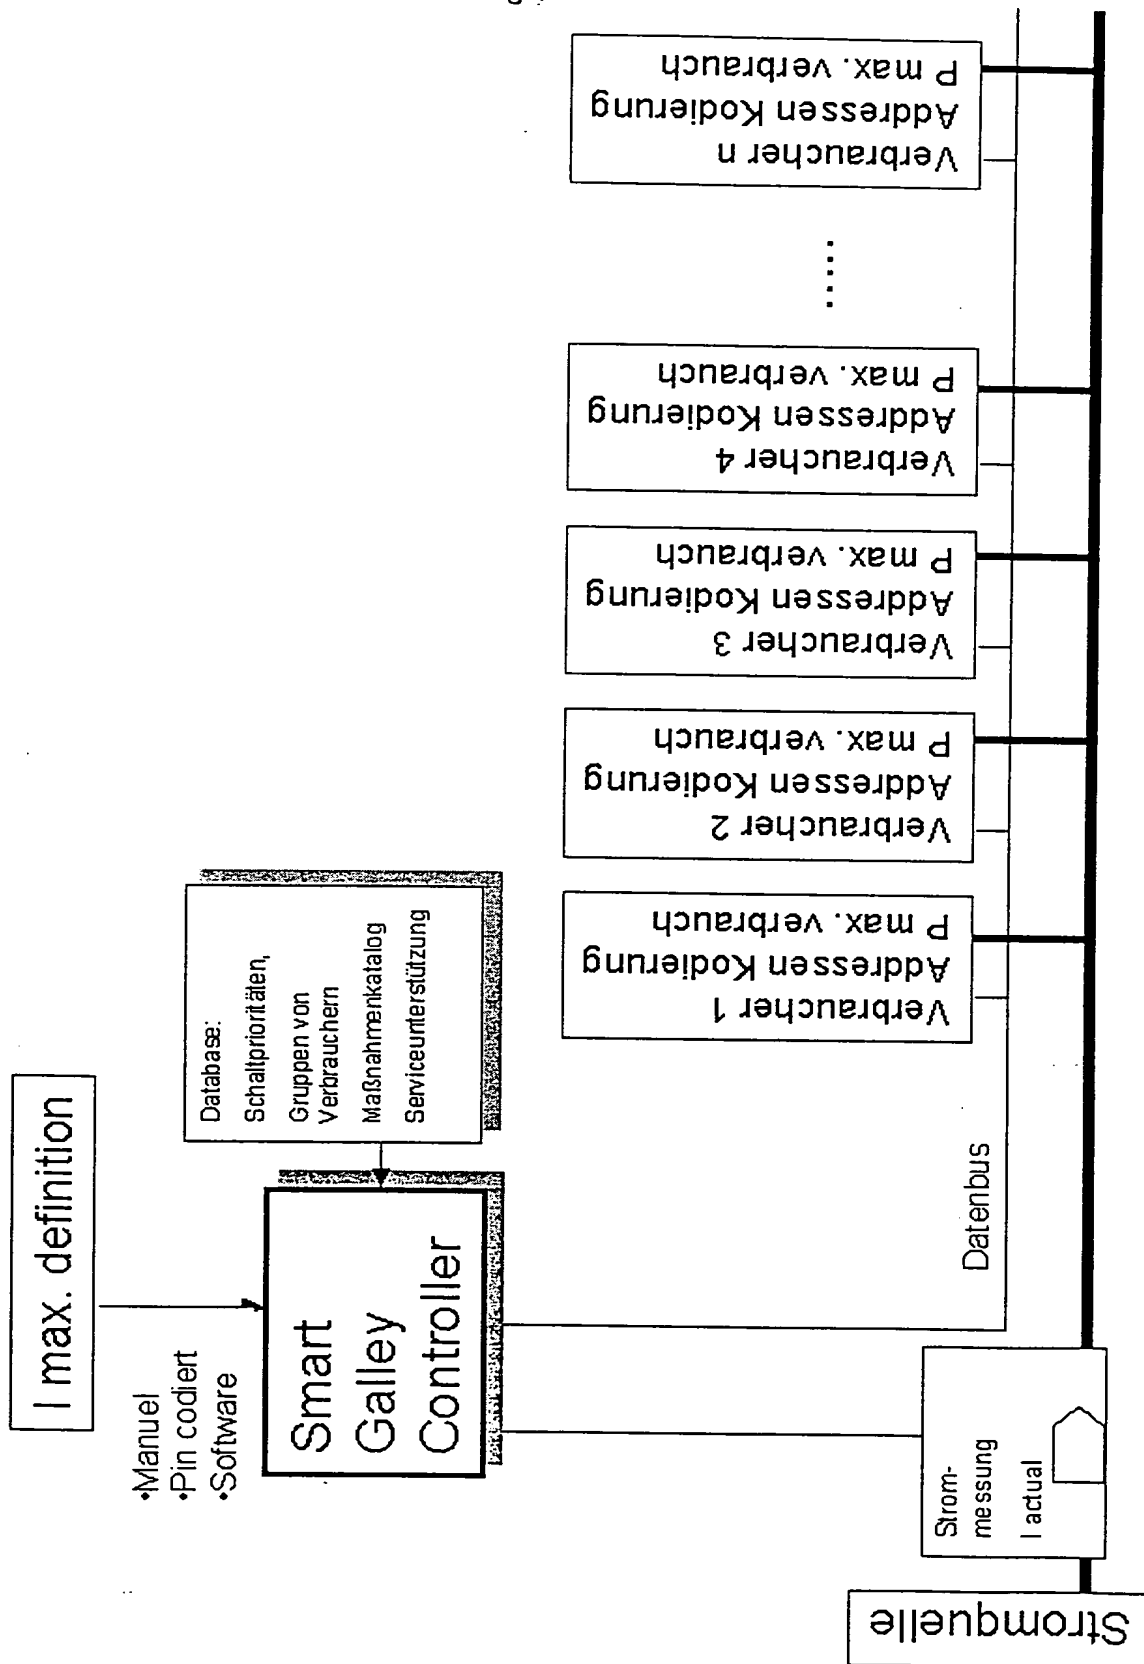 I max. definition
•Manuel
•Pin codiert
•Software
Smart
Galley
Controller
Database:
Schaltprioritäten,
Gruppen von
Verbrauchern
Maßnahmenkatalog
Serviceunterstützung
Stromquelle
Strom-
messung
I actual
Datenbus
Verbraucher 1
Addressen Kodierung
P max. verbrauch
Verbraucher 2
Addressen Kodierung
P max. verbrauch
Verbraucher 3
Addressen Kodierung
P max. verbrauch
Verbraucher 4
Addressen Kodierung
P max. verbrauch
.....
Verbraucher n
Addressen Kodierung
P max. verbrauch